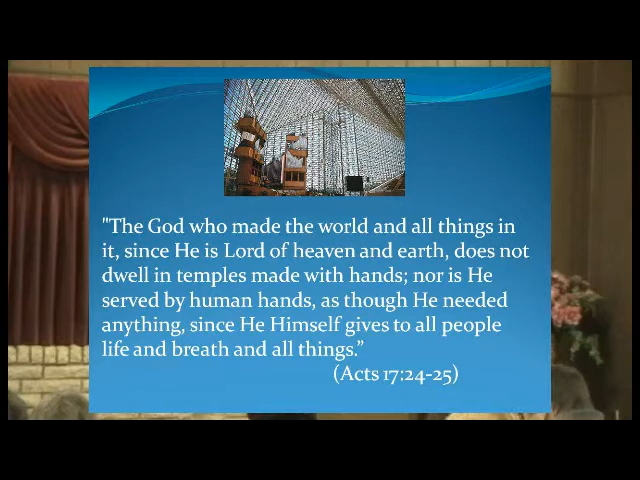 "The God who made the world and all things in
it, since He is Lord of heaven and earth, does not
dwell in temples made with hands; nor is He
served by human hands, as though He needed
anything, since He Himself gives to all people
life and breath and all things.”
(Acts 17:24-25)